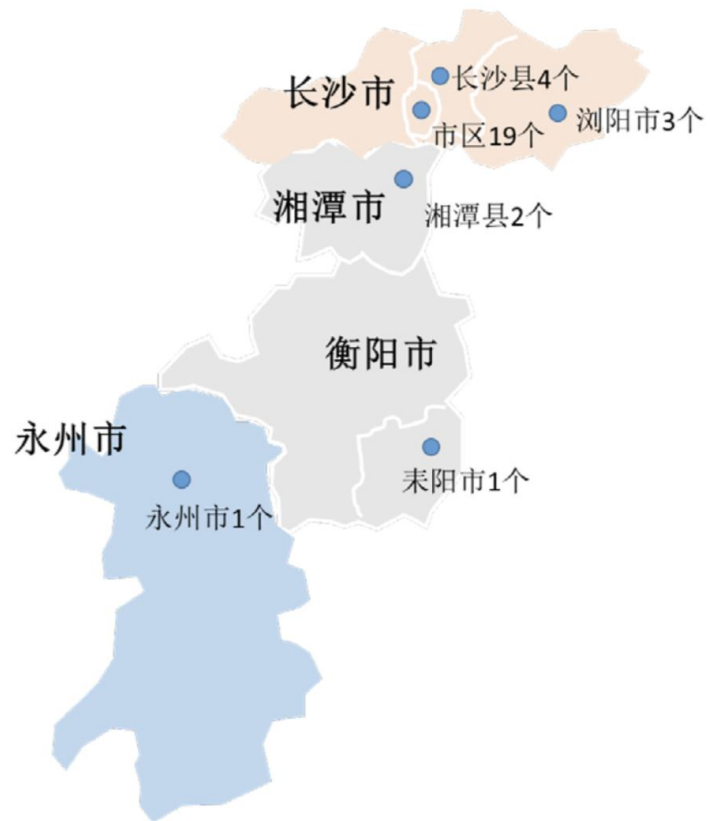 长沙市
长沙县4个
浏阳市3个
市区19个
湘潭市
湘潭县2个
衡阳市
永州市
耒阳市1个
永州市1个